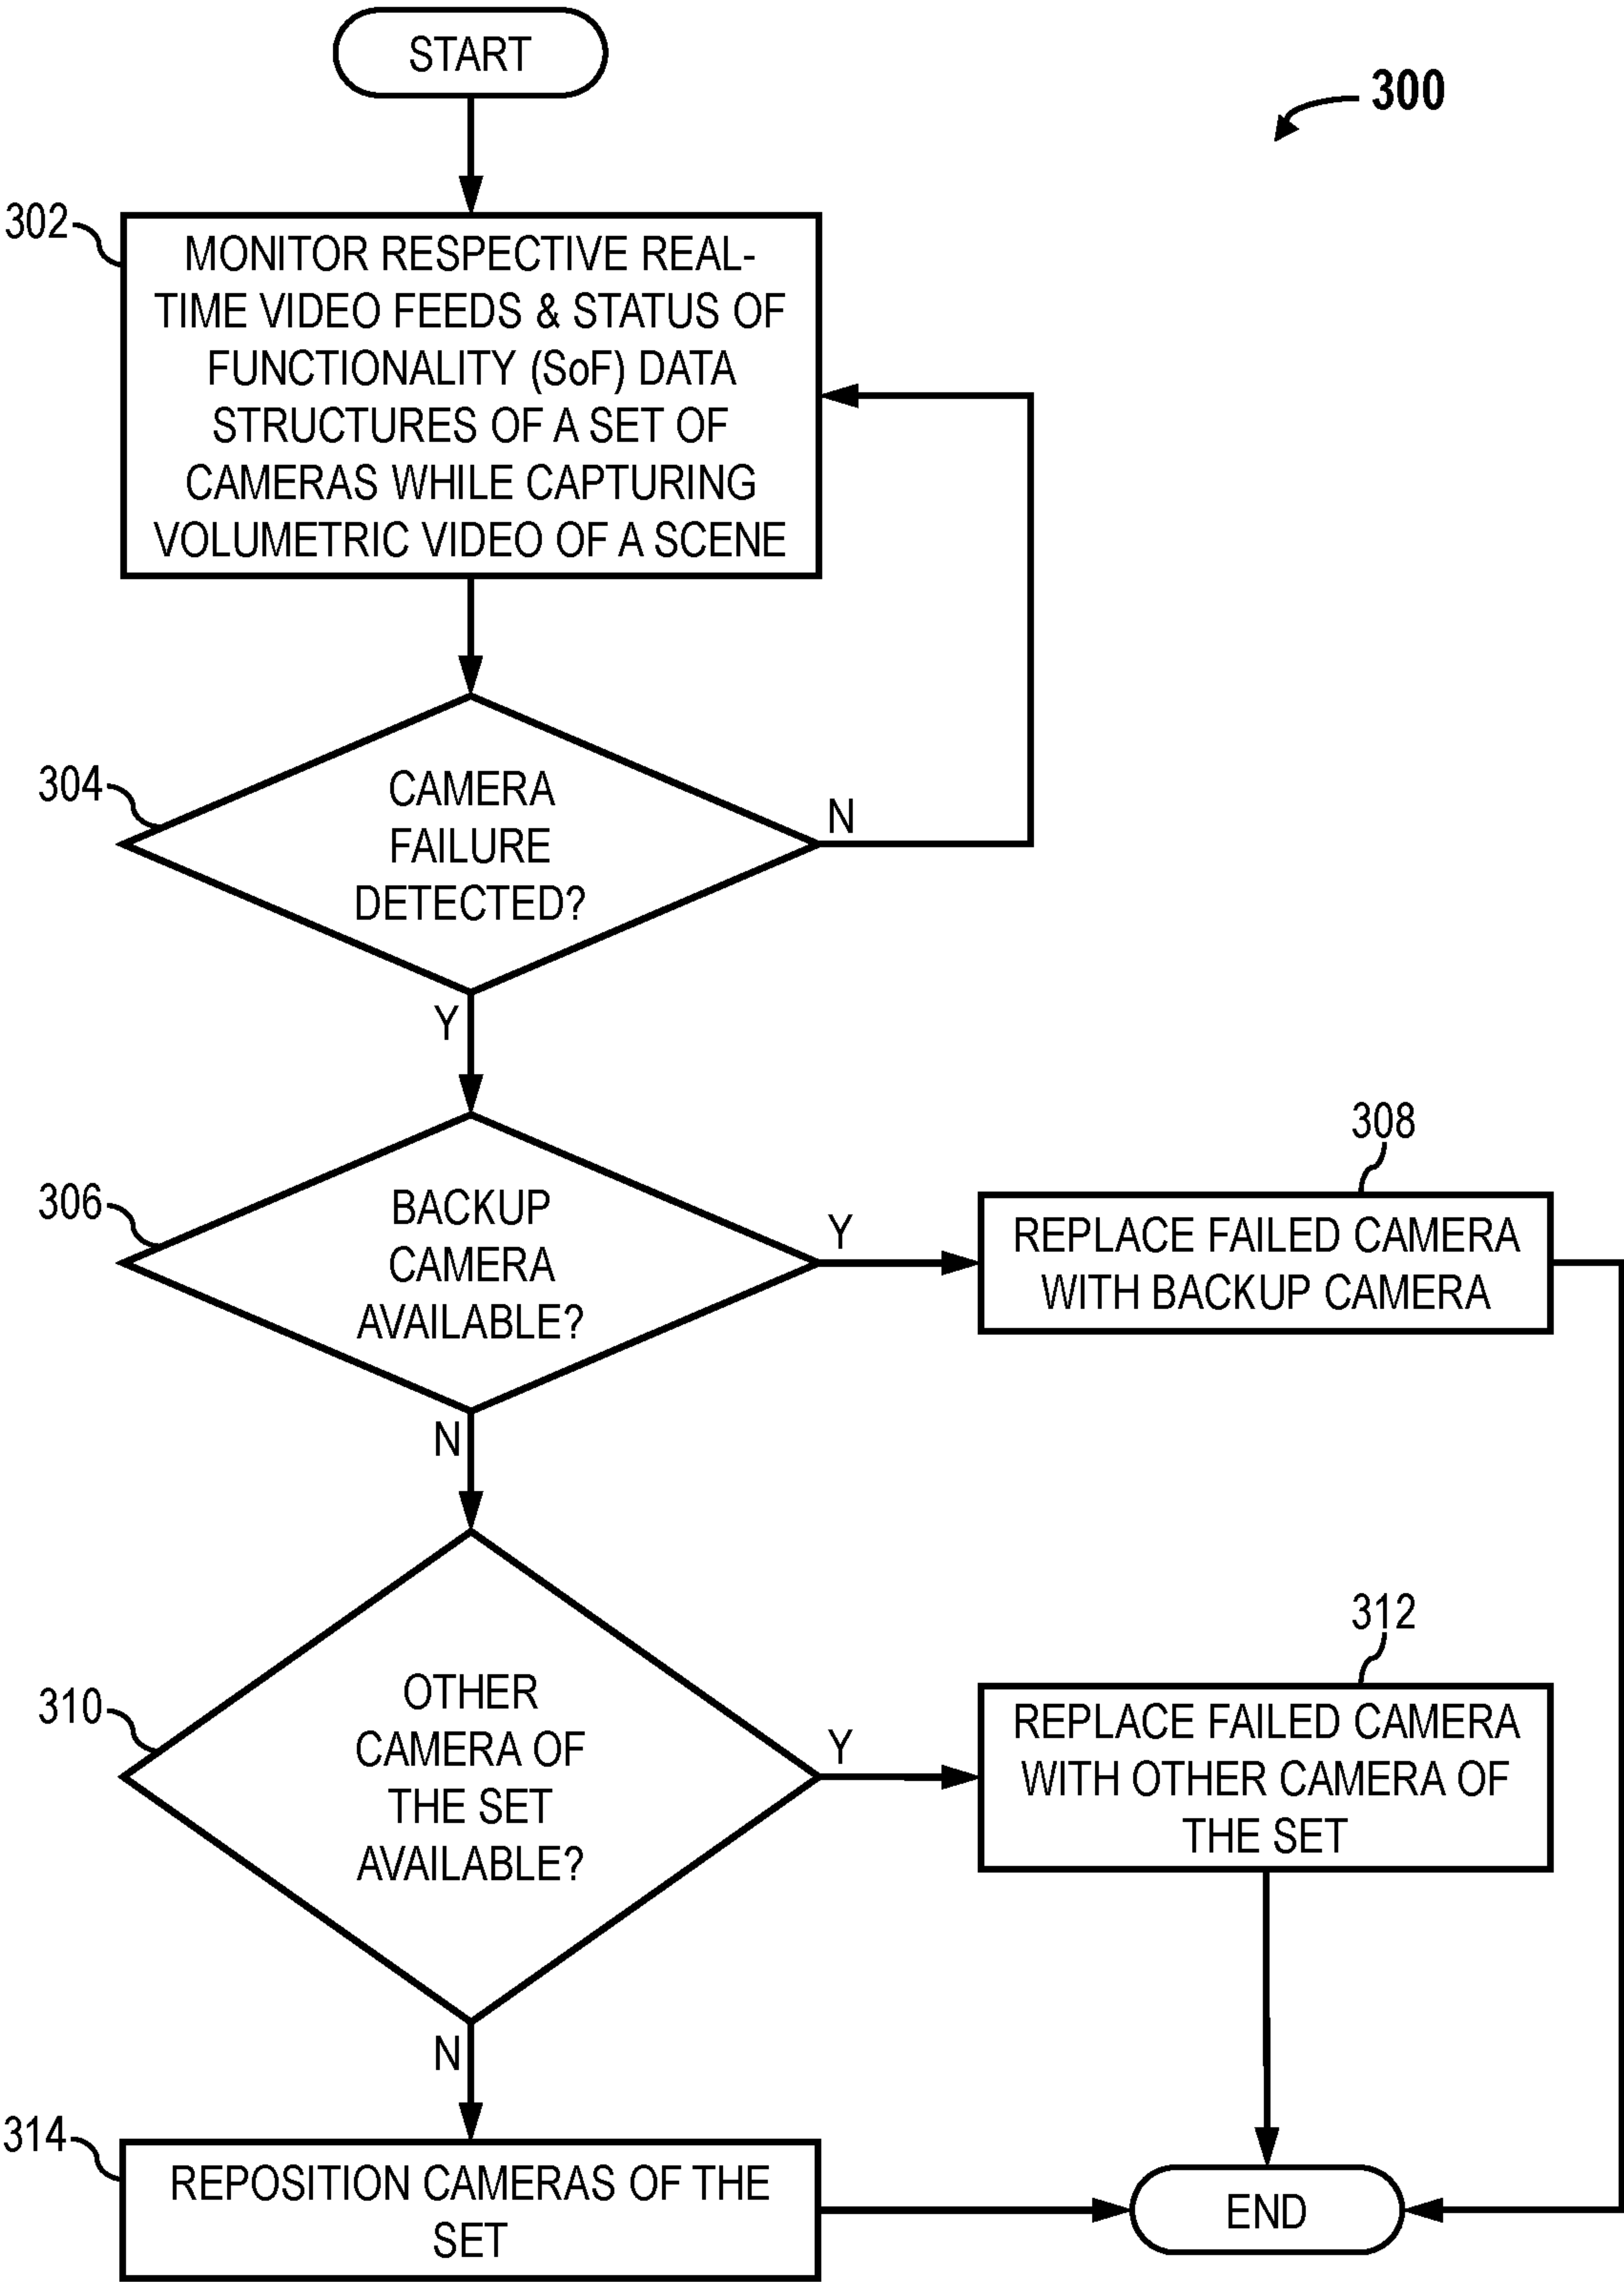 START
300
302
MONITOR RESPECTIVE REAL-
TIME VIDEO FEEDS & STATUS OF
FUNCTIONALITY (SoF) DATA
STRUCTURES OF A SET OF
CAMERAS WHILE CAPTURING
VOLUMETRIC VIDEO OF A SCENE
304
CAMERA
FAILURE
DETECTED?
N
Y
306
BACKUP
CAMERA
AVAILABLE?
Y
308
REPLACE FAILED CAMERA
WITH BACKUP CAMERA
N
310
OTHER
CAMERA OF
THE SET
AVAILABLE?
Y
312
REPLACE FAILED CAMERA
WITH OTHER CAMERA OF
THE SET
N
314
REPOSITION CAMERAS OF THE
SET
END